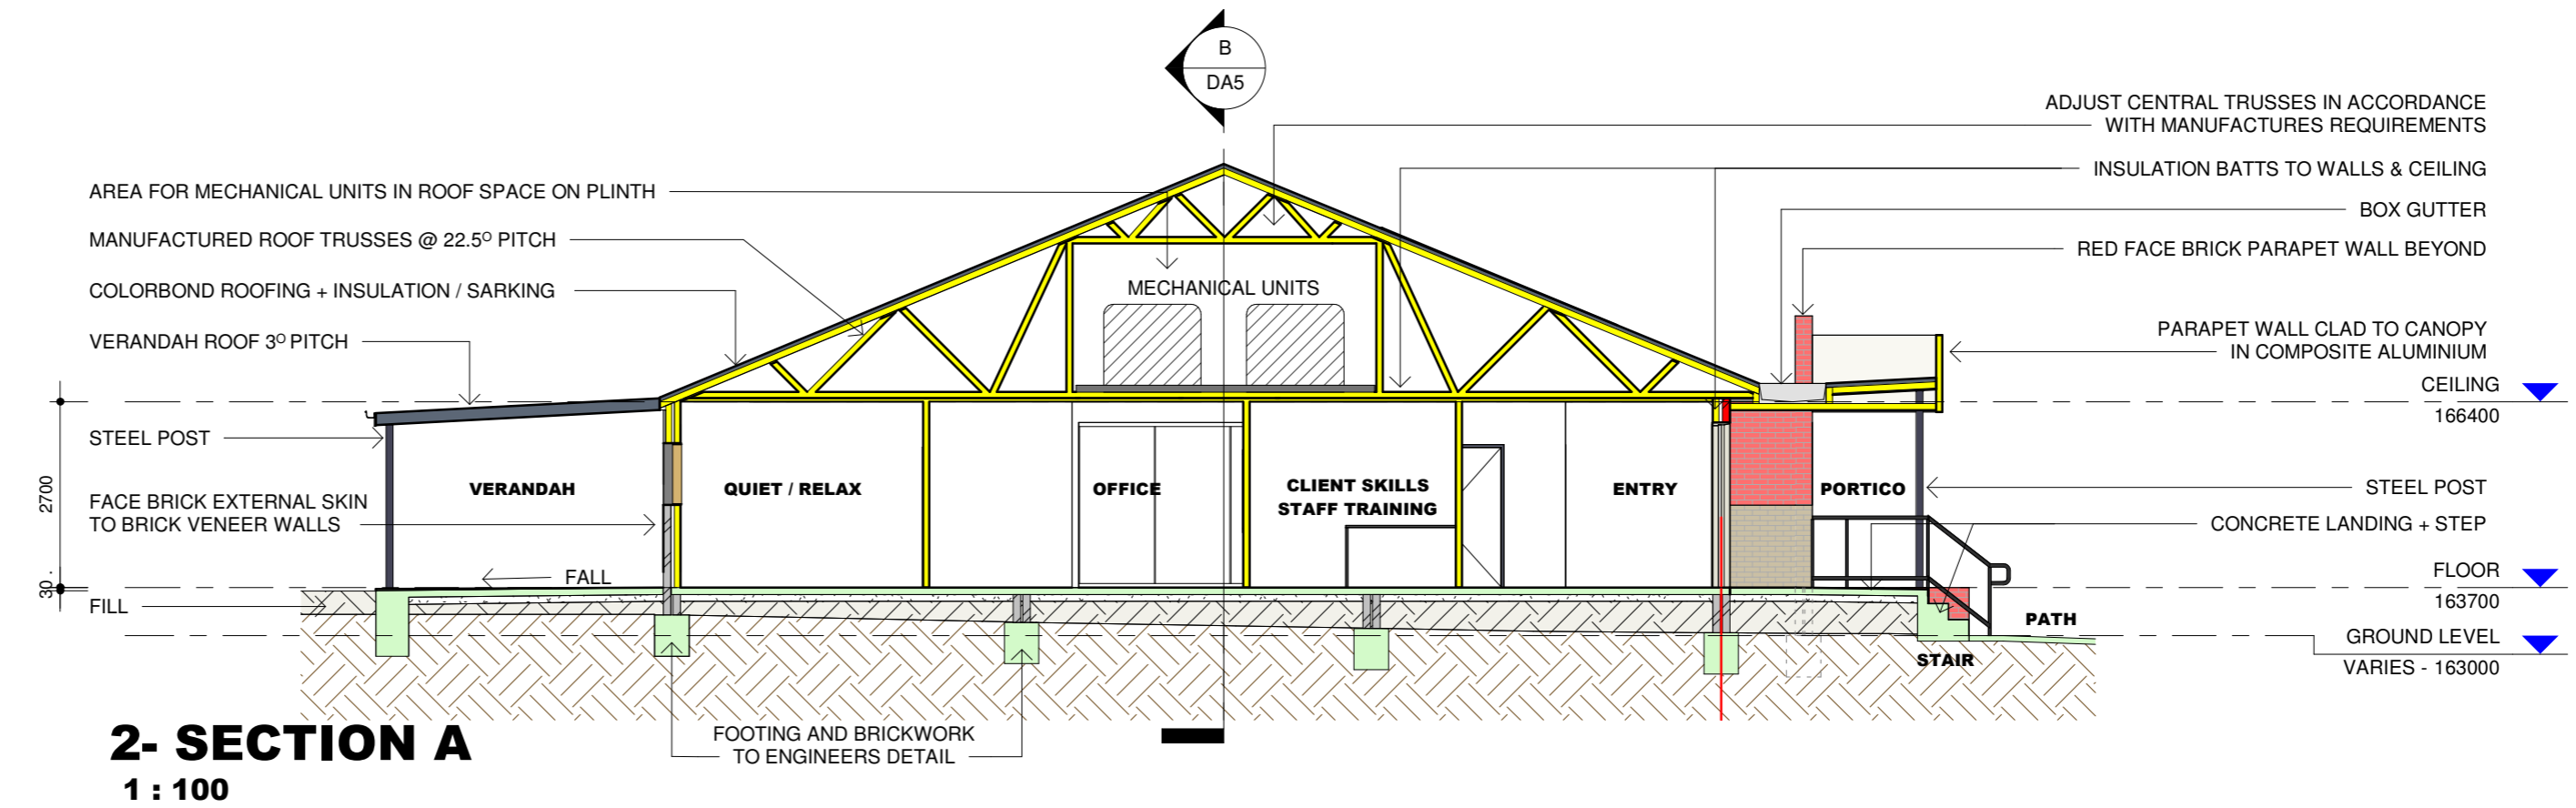 B
DA5
ADJUST CENTRAL TRUSSES IN ACCORDANCE
WITH MANUFACTURES REQUIREMENTS
INSULATION BATTS TO WALLS & CEILING
BOX GUTTER
RED FACE BRICK PARAPET WALL BEYOND
PARAPET WALL CLAD TO CANOPY
IN COMPOSITE ALUMINIUM
CEILING
166400
STEEL POST
CONCRETE LANDING + STEP
FLOOR
163700
GROUND LEVEL
VARIES - 163000
AREA FOR MECHANICAL UNITS IN ROOF SPACE ON PLINTH
MANUFACTURED ROOF TRUSSES @ 22.5° PITCH
COLORBOND ROOFING + INSULATION / SARKING
VERANDAH ROOF 3° PITCH
STEEL POST
FACE BRICK EXTERNAL SKIN
TO BRICK VENEER WALLS
FILL
2700
30
FALL
MECHANICAL UNITS
VERANDAH
QUIET / RELAX
OFFICE
CLIENT SKILLS
STAFF TRAINING
ENTRY
PORTICO
PATH
STAIR
FOOTING AND BRICKWORK
TO ENGINEERS DETAIL
2- SECTION A
1 : 100